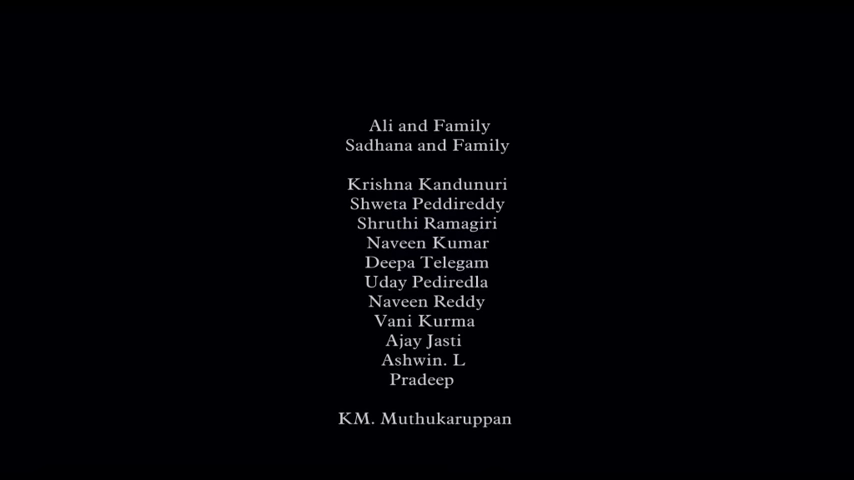 Ali and Family
Sadhana and Family
Krishna Kandunuri
Shweta Peddireddy
Shruthi Ramagiri
Naveen Kumar
Deepa Telegam
Uday Pediredla
Naveen Reddy
Vani Kurma
Ajay Jasti
Ashwin. L
Pradeep
KM. Muthukaruppan